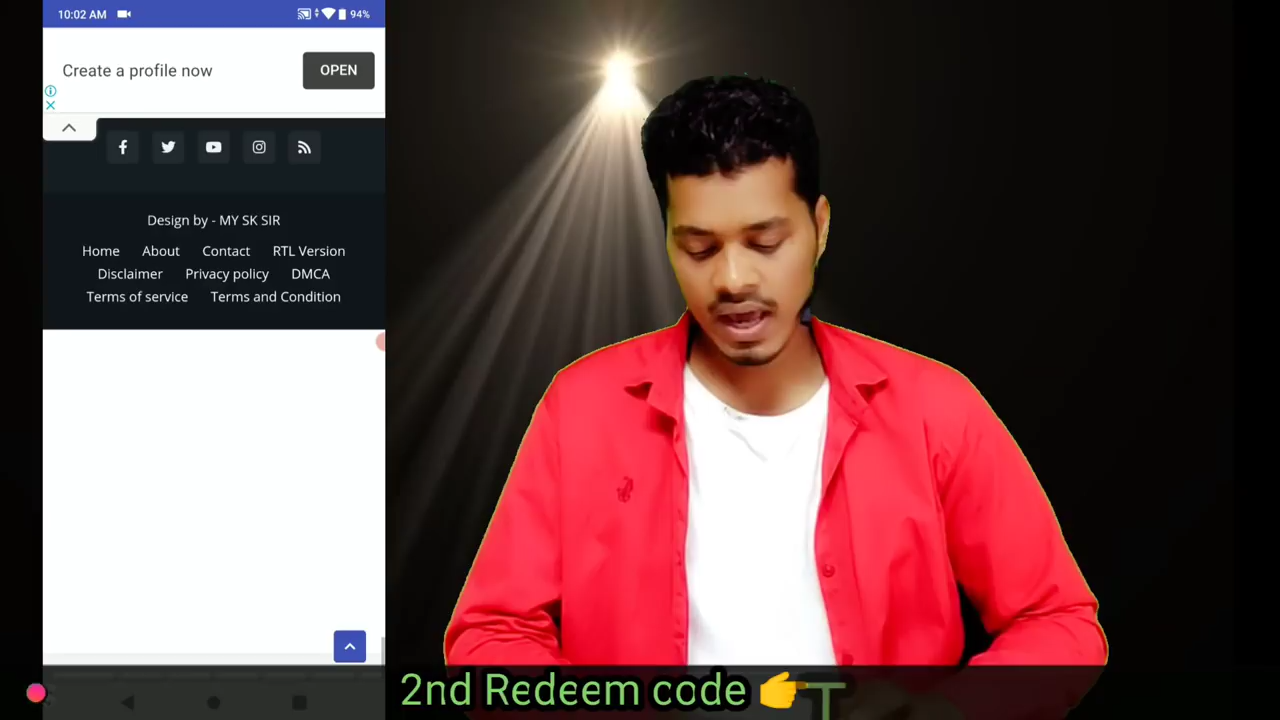 10:02 AM
94%
Create a profile now
OPEN
Design by - MY SK SIR
Home About Contact RTL Version
Disclaimer Privacy policy DMCA
Terms of service Terms and Condition
2nd Redeem code 👉T